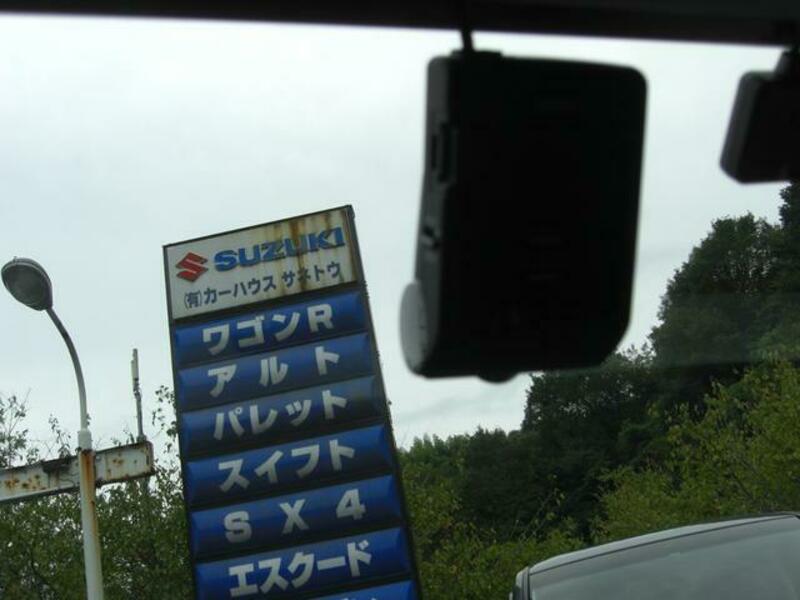 SUZUKI
(有)カーハウス サネトウ
ワゴンR
アルト
パレット
スイフト
SX4
エスクード